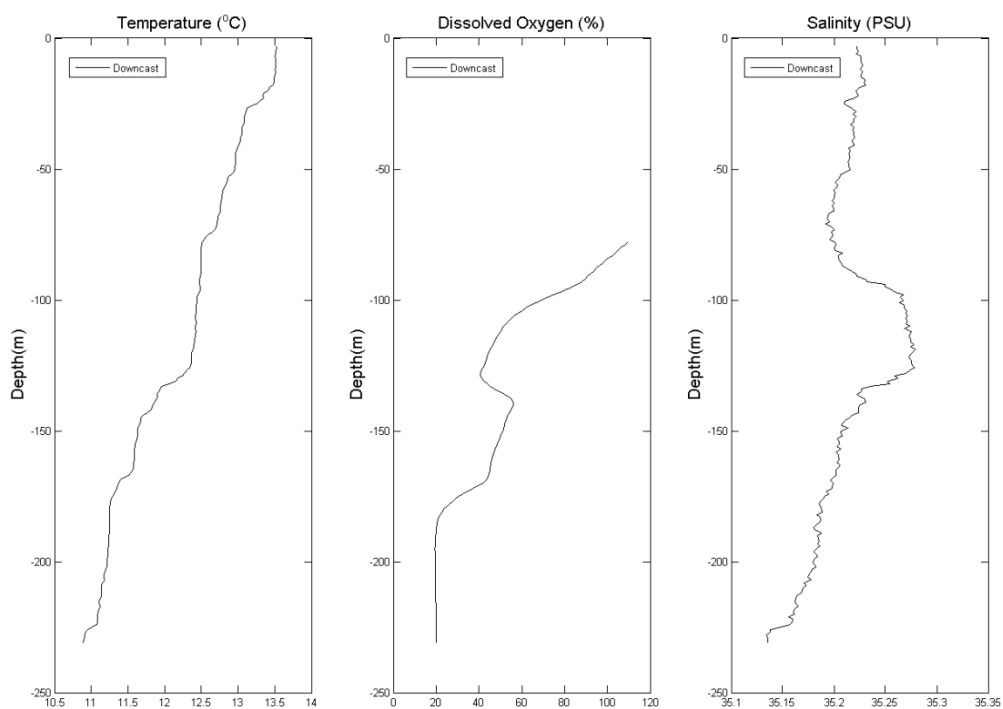 Temperature (⁰C)
0
-50
-100
-150
-200
-250
Depth(m)
Downcast
10.5 11 11.5 12 12.5 13 13.5 14
Dissolved Oxygen (%)
0
-50
-100
-150
-200
-250
Depth(m)
Downcast
0 20 40 60 80 100 120
Salinity (PSU)
0
-50
-100
-150
-200
-250
Depth(m)
Downcast
35.1 35.15 35.2 35.25 35.3 35.35